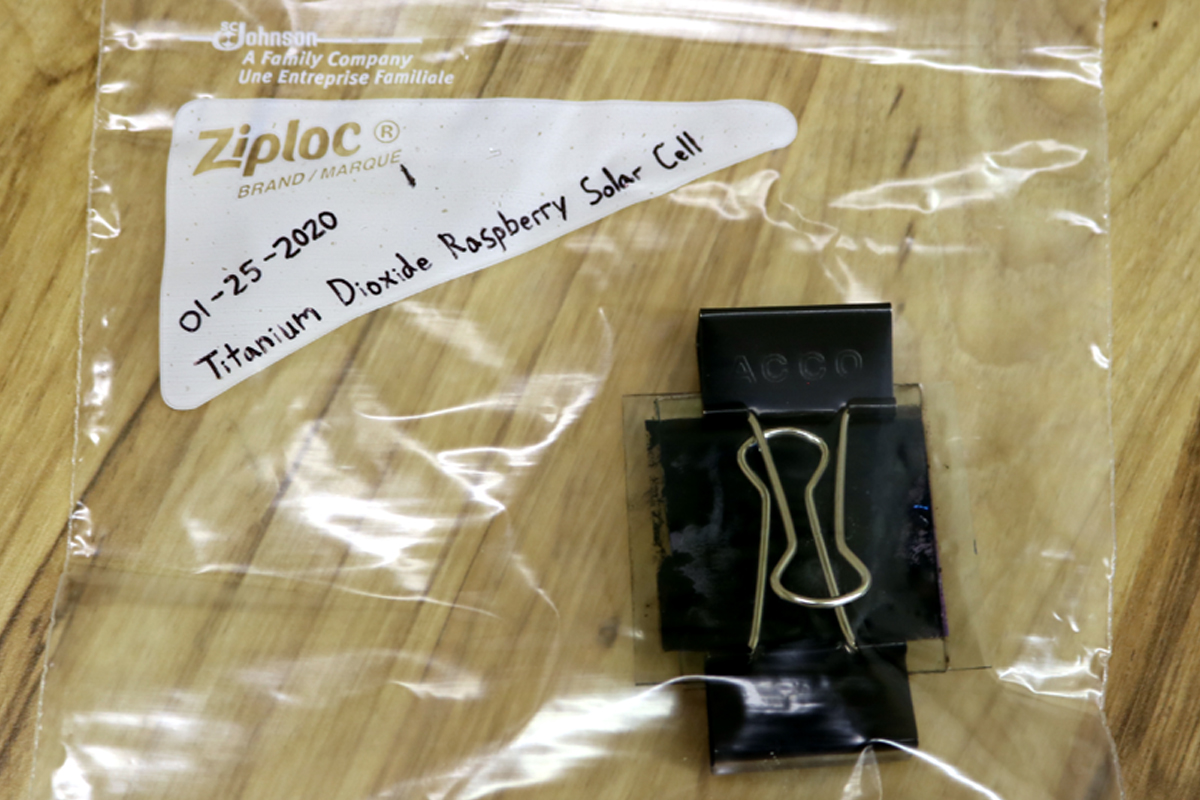 SC Johnson
A Family Company
Une Entreprise Familiale
Ziploc ®
BRAND / MARQUE
01-25-2020
Titanium Dioxide Raspberry Solar Cell
ACCO